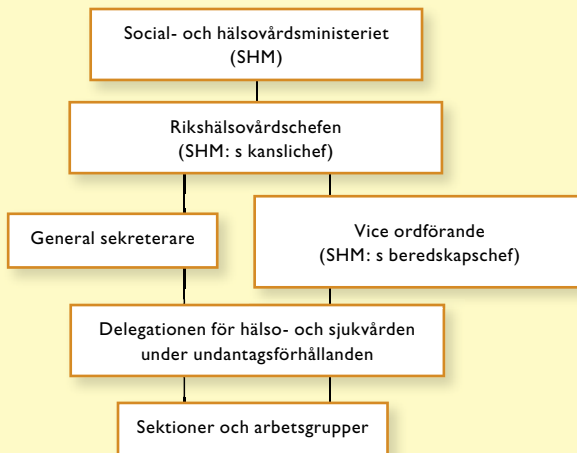 Social- och hälsovårdsministeriet
(SHM)
Rikshälsovårdschefen
(SHM: s kanslichef)
General sekreterare
Vice ordförande
(SHM: s beredskapschef)
Delegationen för hälso- och sjukvården
under undantagsförhållanden
Sektioner och arbetsgrupper